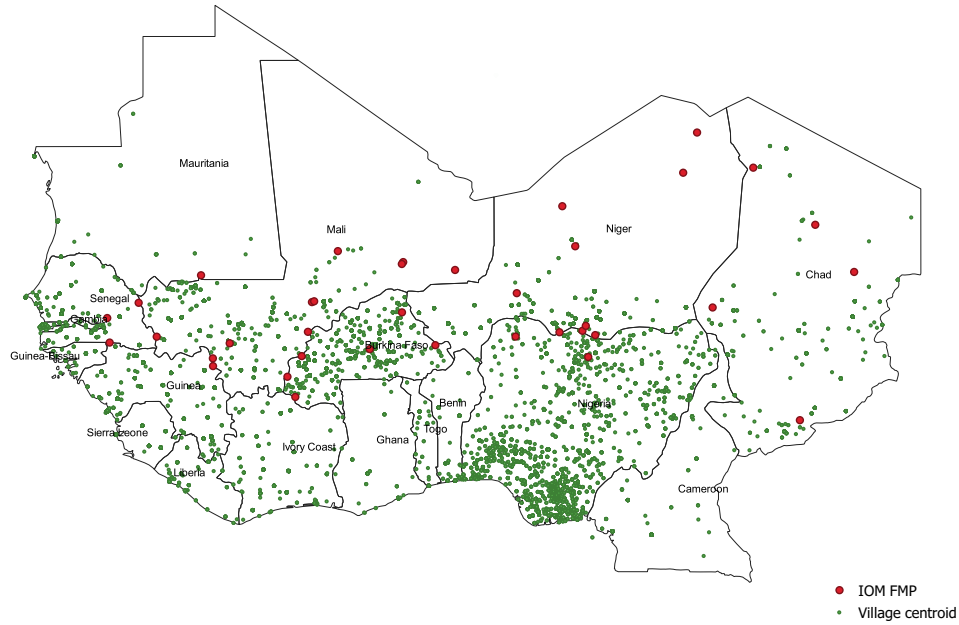 Mauritania
Mali
Niger
Chad
Senegal
Gambia
Guinea-Bissau
Burkina Faso
Guinea
Benin
Nigeria
Sierra Leone
Togo
Ghana
Ivory Coast
Liberia
Cameroon
IOM FMP
Village centroid